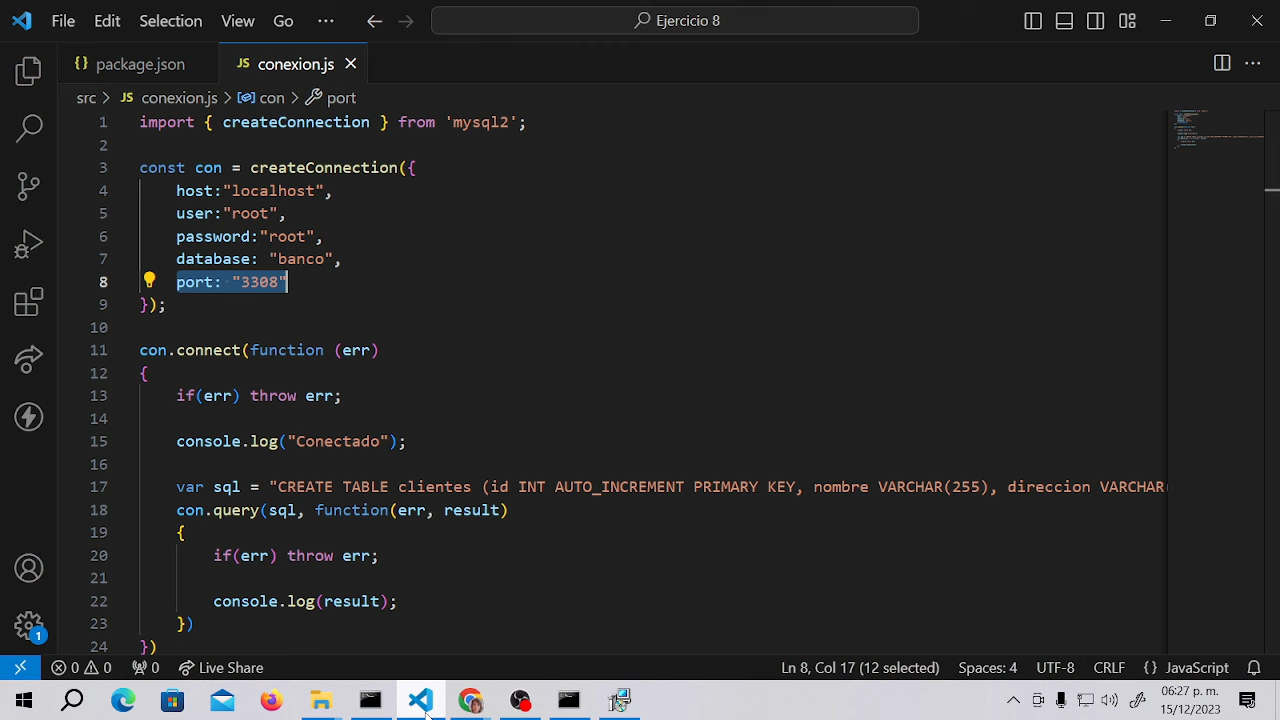 File Edit Selection View Go ··· Ejercicio 8
package.json conexion.js
src > conexion.js > con > port
1 import { createConnection } from 'mysql2';
2
3 const con = createConnection({
4 host:"localhost",
5 user:"root",
6 password:"root",
7 database: "banco",
8 port: "3308"
9 });
10
11 con.connect(function (err)
12 {
13 if(err) throw err;
14
15 console.log("Conectado");
16
17 var sql = "CREATE TABLE clientes (id INT AUTO_INCREMENT PRIMARY KEY, nombre VARCHAR(255), direccion VARCHAR(
18 con.query(sql, function(err, result)
19 {
20 if(err) throw err;
21
22 console.log(result);
23 })
24 })
1
0 0 0 Live Share Ln 8, Col 17 (12 selected) Spaces: 4 UTF-8 CRLF {} JavaScript
06:27 p. m.
15/12/2023